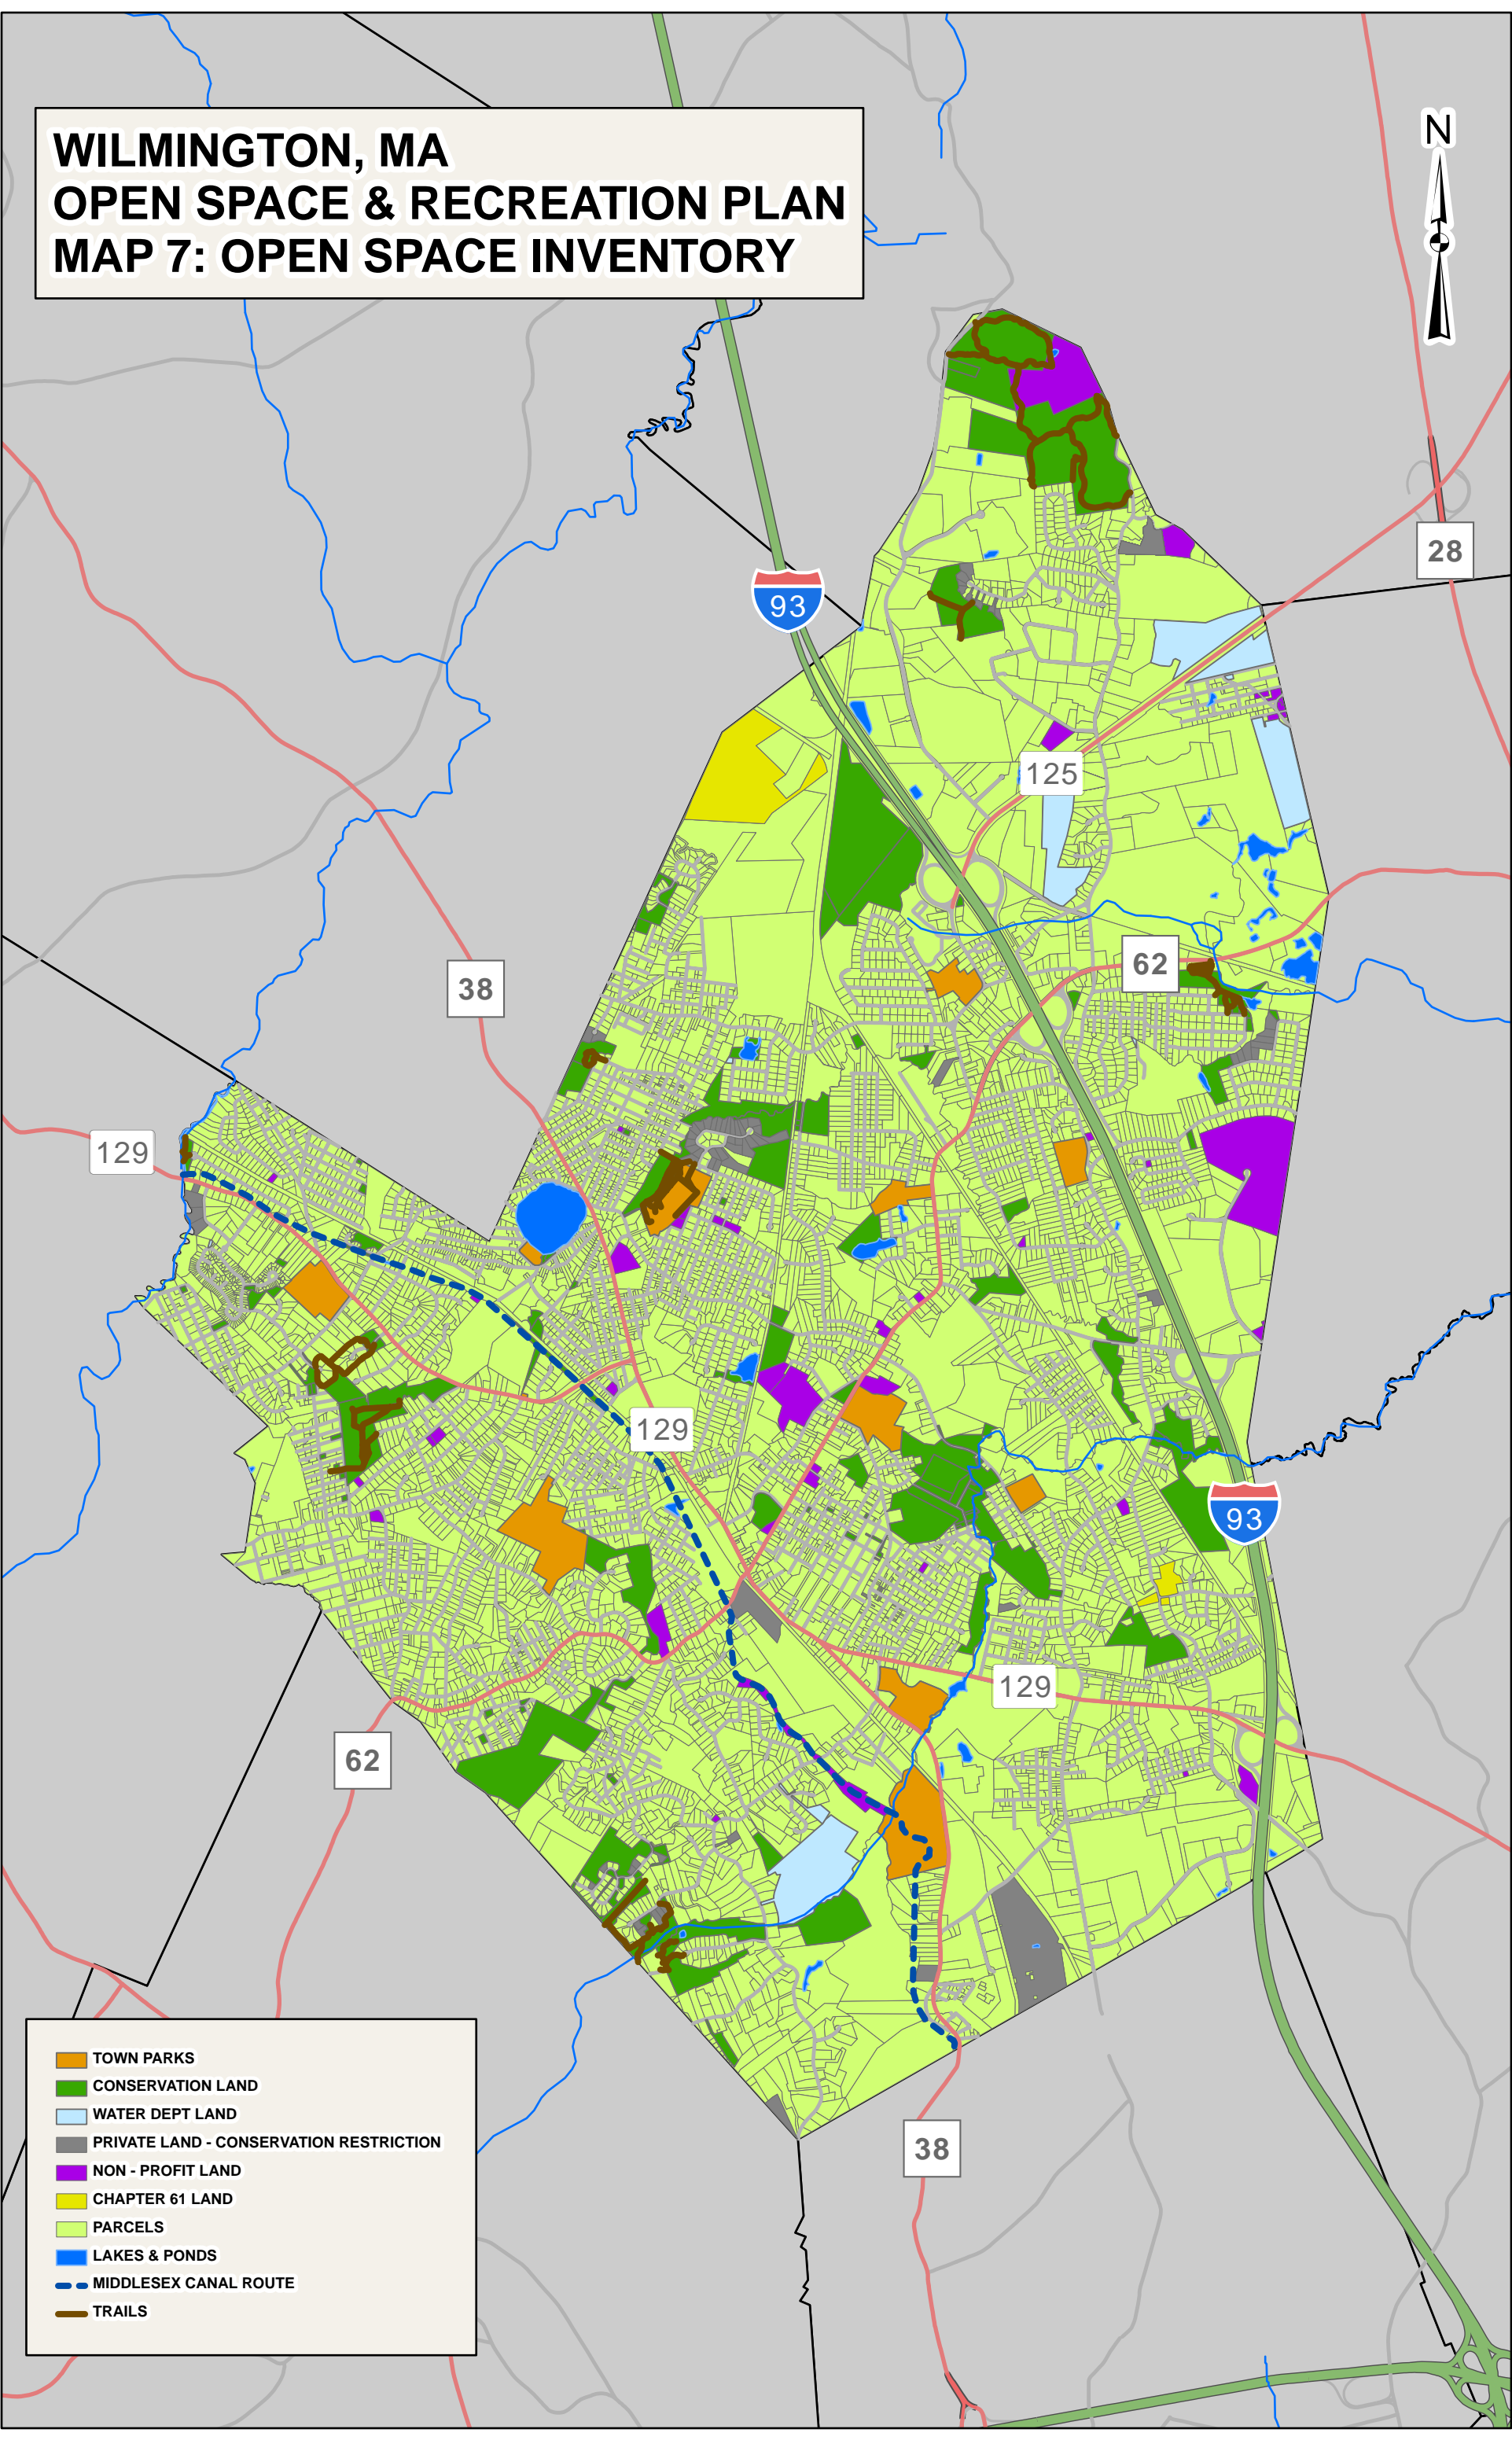 WILMINGTON, MA
OPEN SPACE & RECREATION PLAN
MAP 7: OPEN SPACE INVENTORY
N
28
93
125
62
38
129
129
93
129
62
38
TOWN PARKS
CONSERVATION LAND
WATER DEPT LAND
PRIVATE LAND - CONSERVATION RESTRICTION
NON - PROFIT LAND
CHAPTER 61 LAND
PARCELS
LAKES & PONDS
MIDDLESEX CANAL ROUTE
TRAILS